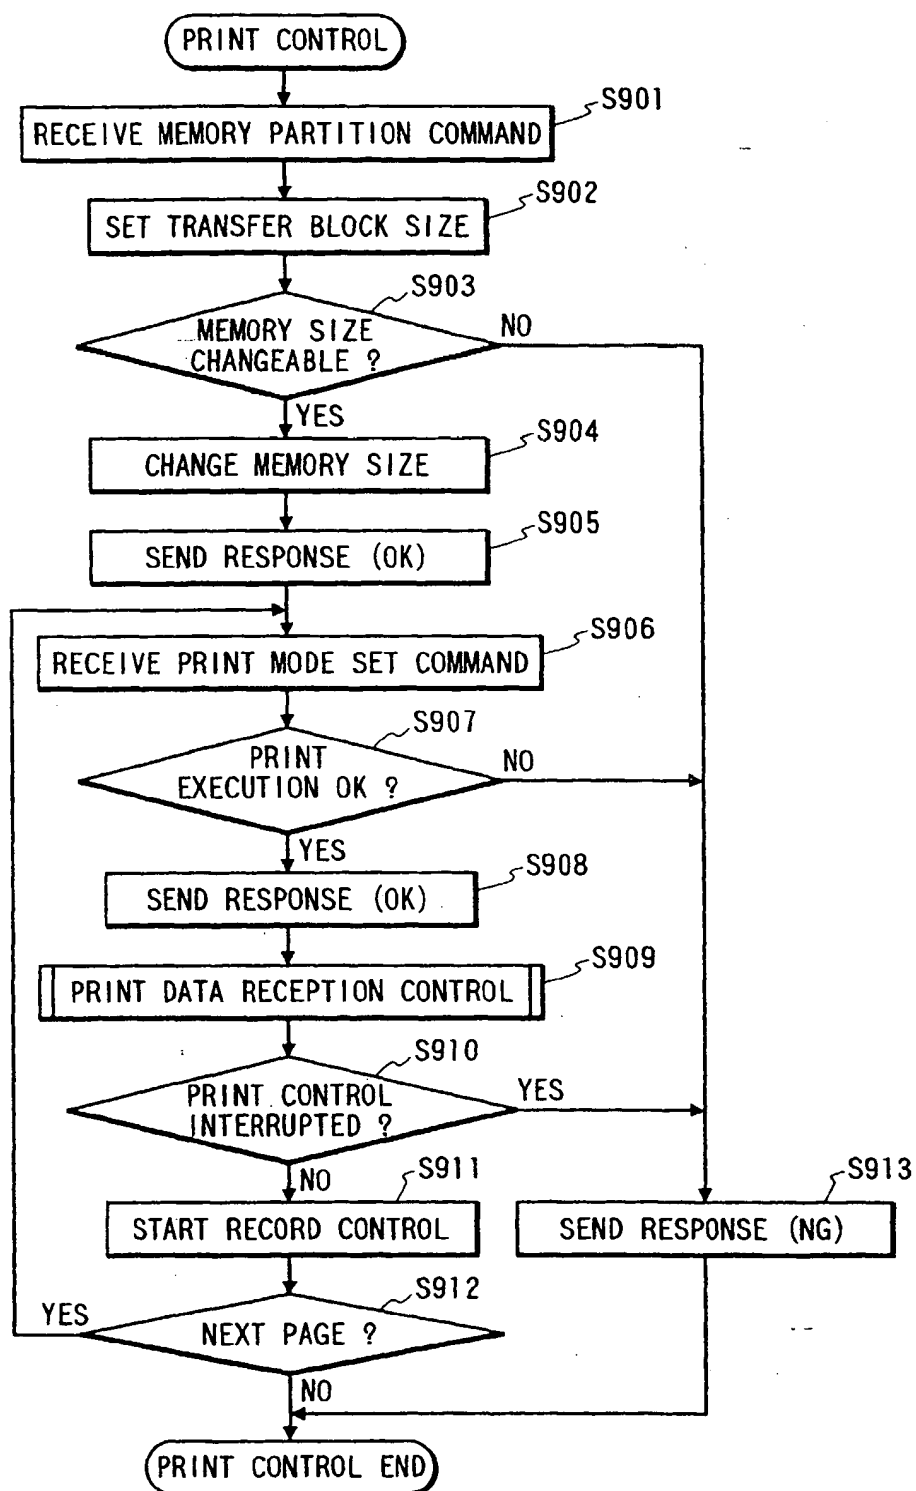 PRINT CONTROL
S901
RECEIVE MEMORY PARTITION COMMAND
S902
SET TRANSFER BLOCK SIZE
S903
MEMORY SIZE
CHANGEABLE ?
NO
YES
S904
CHANGE MEMORY SIZE
S905
SEND RESPONSE (OK)
S906
RECEIVE PRINT MODE SET COMMAND
S907
PRINT
EXECUTION OK ?
NO
YES
S908
SEND RESPONSE (OK)
S909
PRINT DATA RECEPTION CONTROL
S910
PRINT CONTROL
INTERRUPTED ?
YES
NO
S911
START RECORD CONTROL
S913
SEND RESPONSE (NG)
S912
YES
NEXT PAGE ?
NO
PRINT CONTROL END